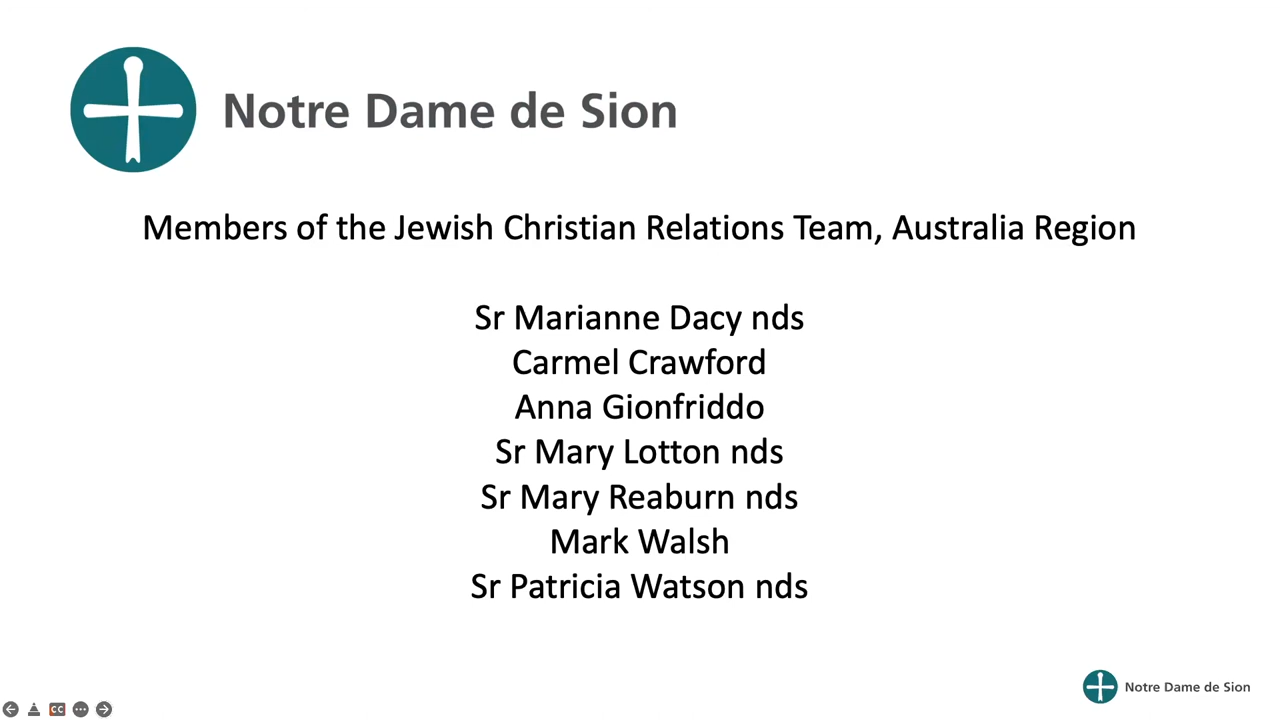 Notre Dame de Sion
Members of the Jewish Christian Relations Team, Australia Region
Sr Marianne Dacy nds
Carmel Crawford
Anna Gionfriddo
Sr Mary Lotton nds
Sr Mary Reaburn nds
Mark Walsh
Sr Patricia Watson nds
Notre Dame de Sion
CC